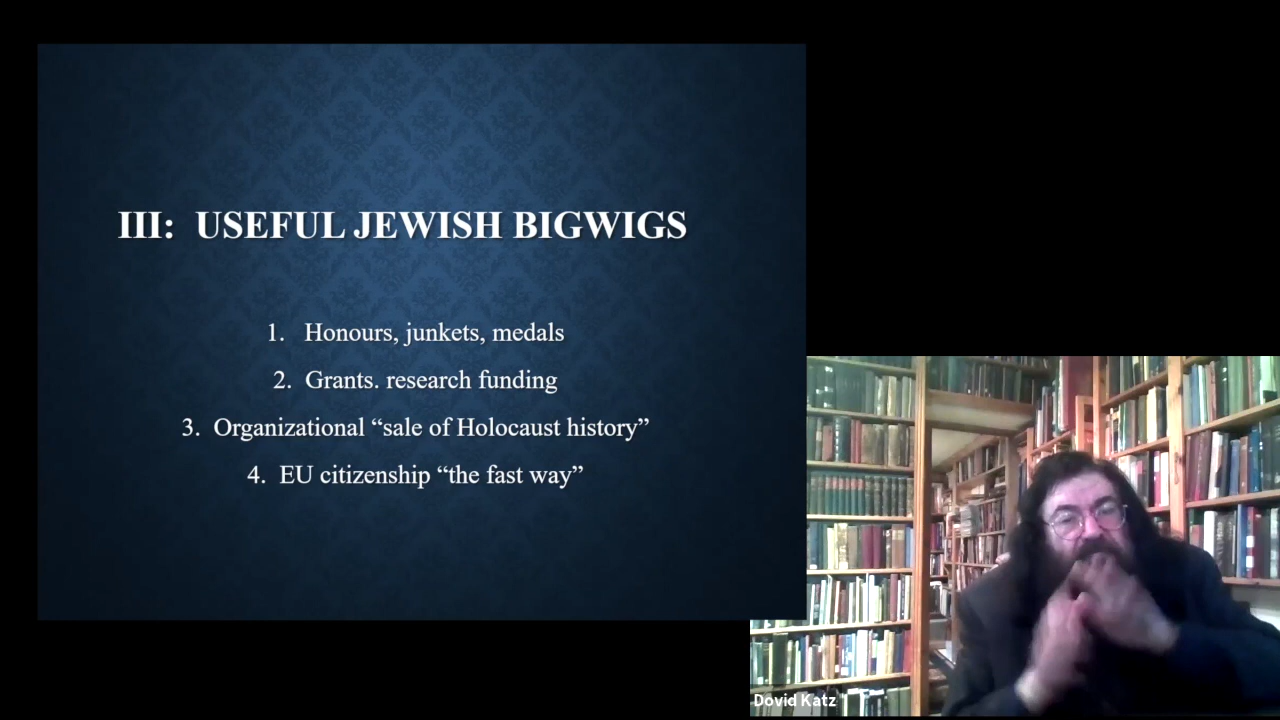 III: USEFUL JEWISH BIGWIGS
1. Honours, junkets, medals
2. Grants. research funding
3. Organizational “sale of Holocaust history”
4. EU citizenship “the fast way”
Dovid Katz